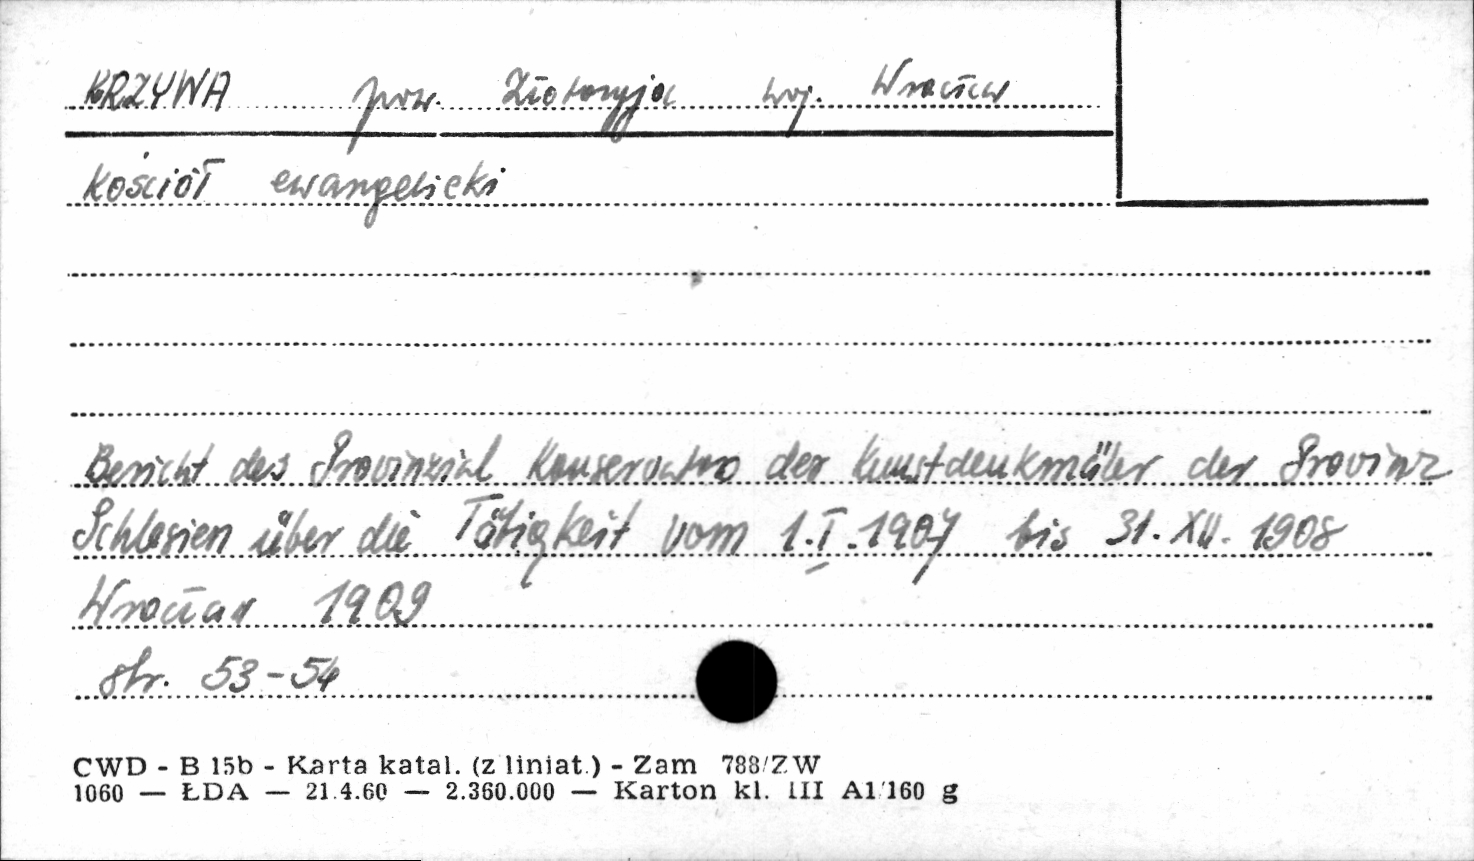 KRZYWA pow. Złotoryja woj. Wrocław
Kościół ewangelicki
Bericht des Provinzial Konservators der Kunstdenkmäler der Provinz
Schlesien über die Tätigkeit vom 1.I.1907 bis 31.XII.1908
Wrocław 1909
str. 53-54
CWD - B 15b - Karta katal. (z liniat.) - Zam 788/ZW
1060 — ŁDA — 21.4.60 — 2.360.000 — Karton kl. III A1/160 g